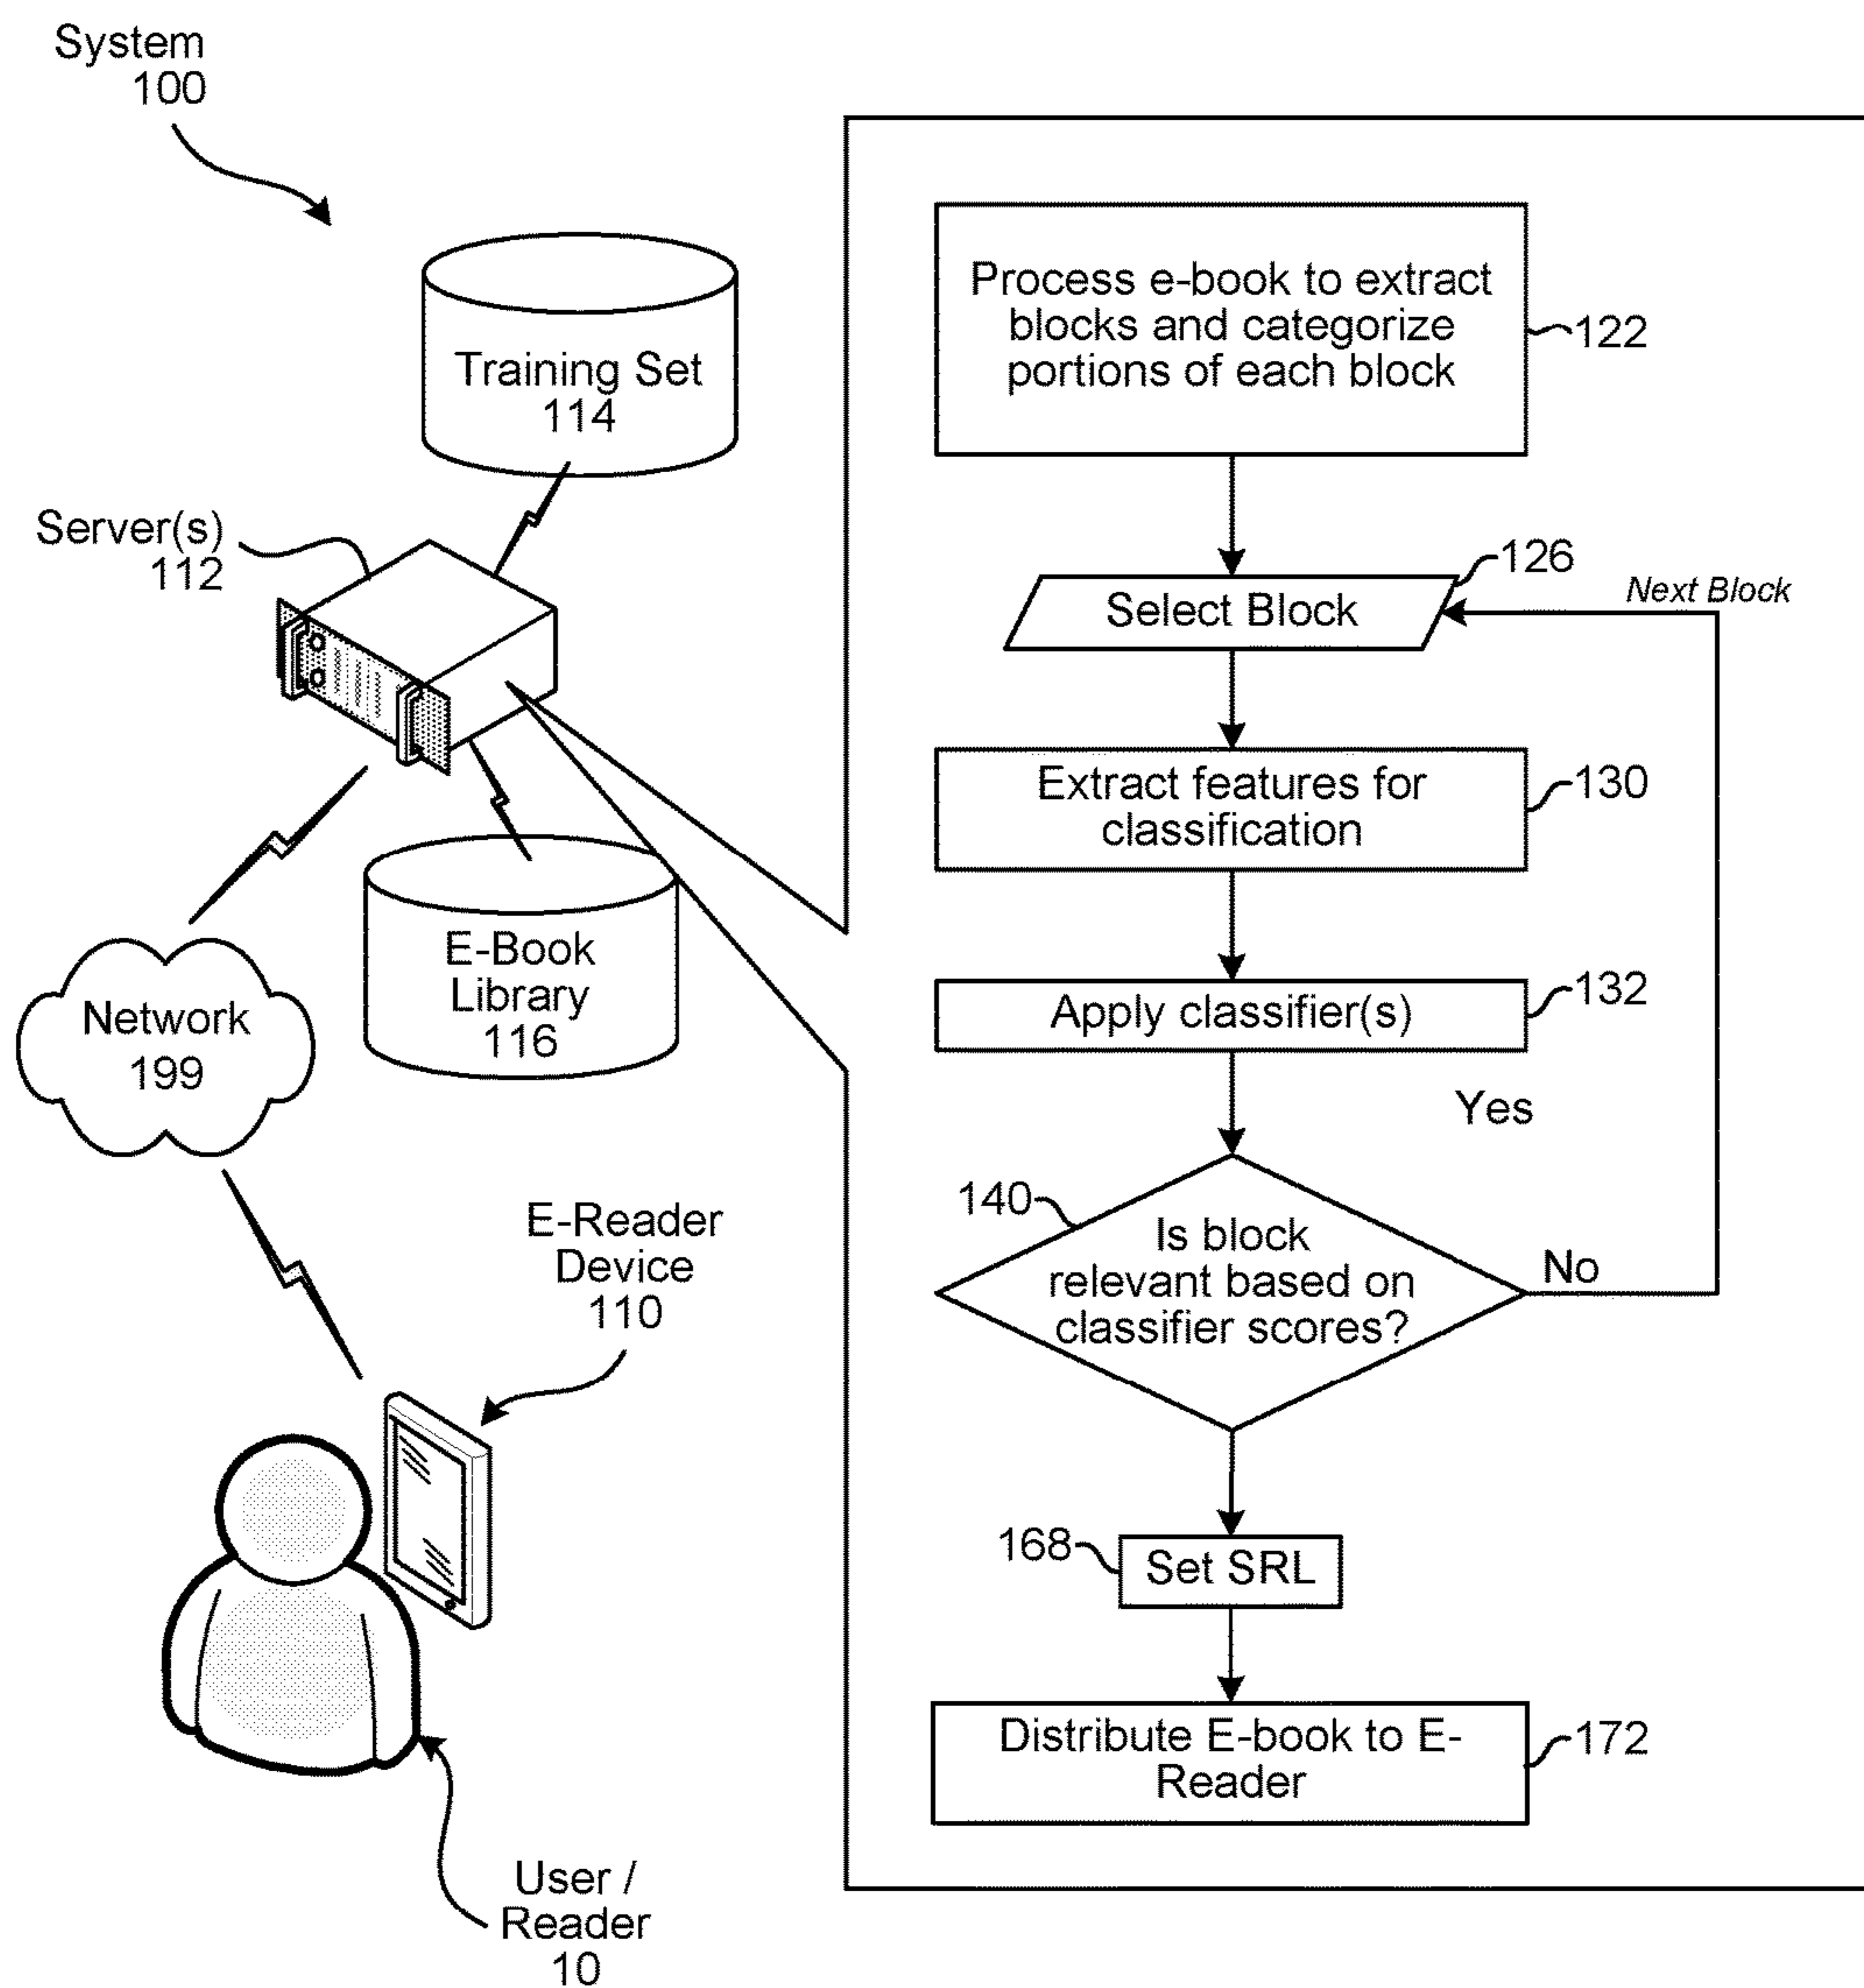 System
100
Training Set
114
Server(s)
112
E-Book
Library
116
Network
199
E-Reader
Device
110
User /
Reader
10
Process e-book to extract
blocks and categorize
portions of each block
122
126
Next Block
Select Block
Extract features for
classification
130
Apply classifier(s)
132
Yes
140
Is block
relevant based on
classifier scores?
No
168
Set SRL
Distribute E-book to E-
Reader
172